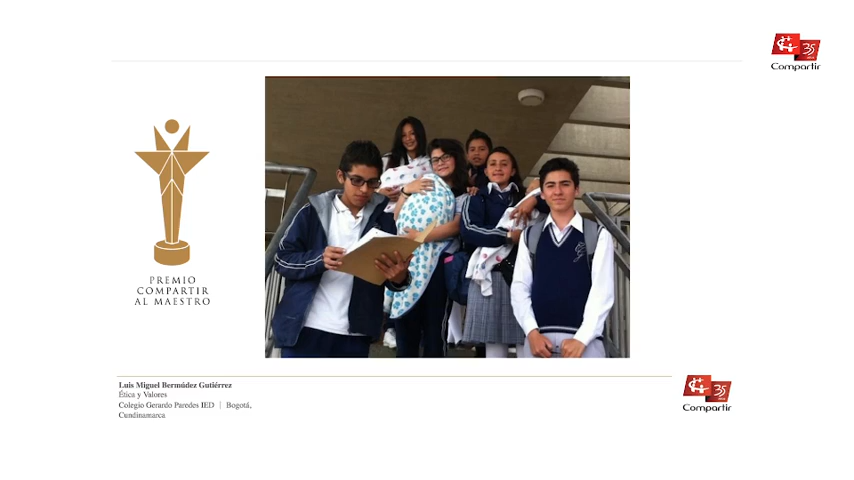 35
Compartir
PREMIO
COMPARTIR
AL MAESTRO
Luis Miguel Bermúdez Gutiérrez
Ética y Valores
Colegio Gerardo Paredes IED | Bogotá,
Cundinamarca
35
Compartir